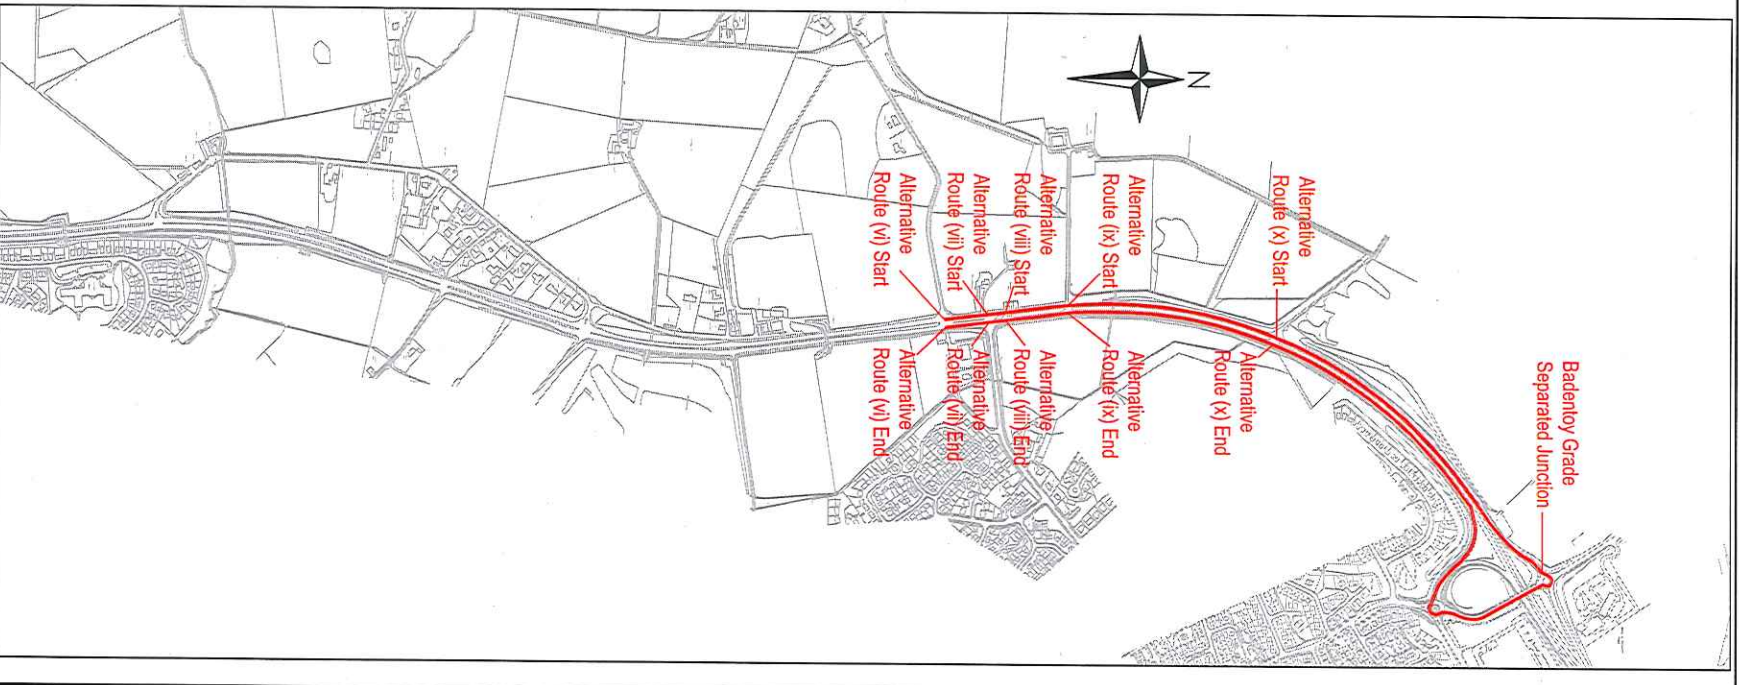 N
Alternative
Route (x) Start
Alternative
Route (ix) Start
Alternative
Route (viii) Start
Alternative
Route (vii) Start
Alternative
Route (vi) Start
Badentoy Grade
Separated Junction
Alternative
Route (x) End
Alternative
Route (ix) End
Alternative
Route (viii) End
Alternative
Route (vii) End
Alternative
Route (vi) End